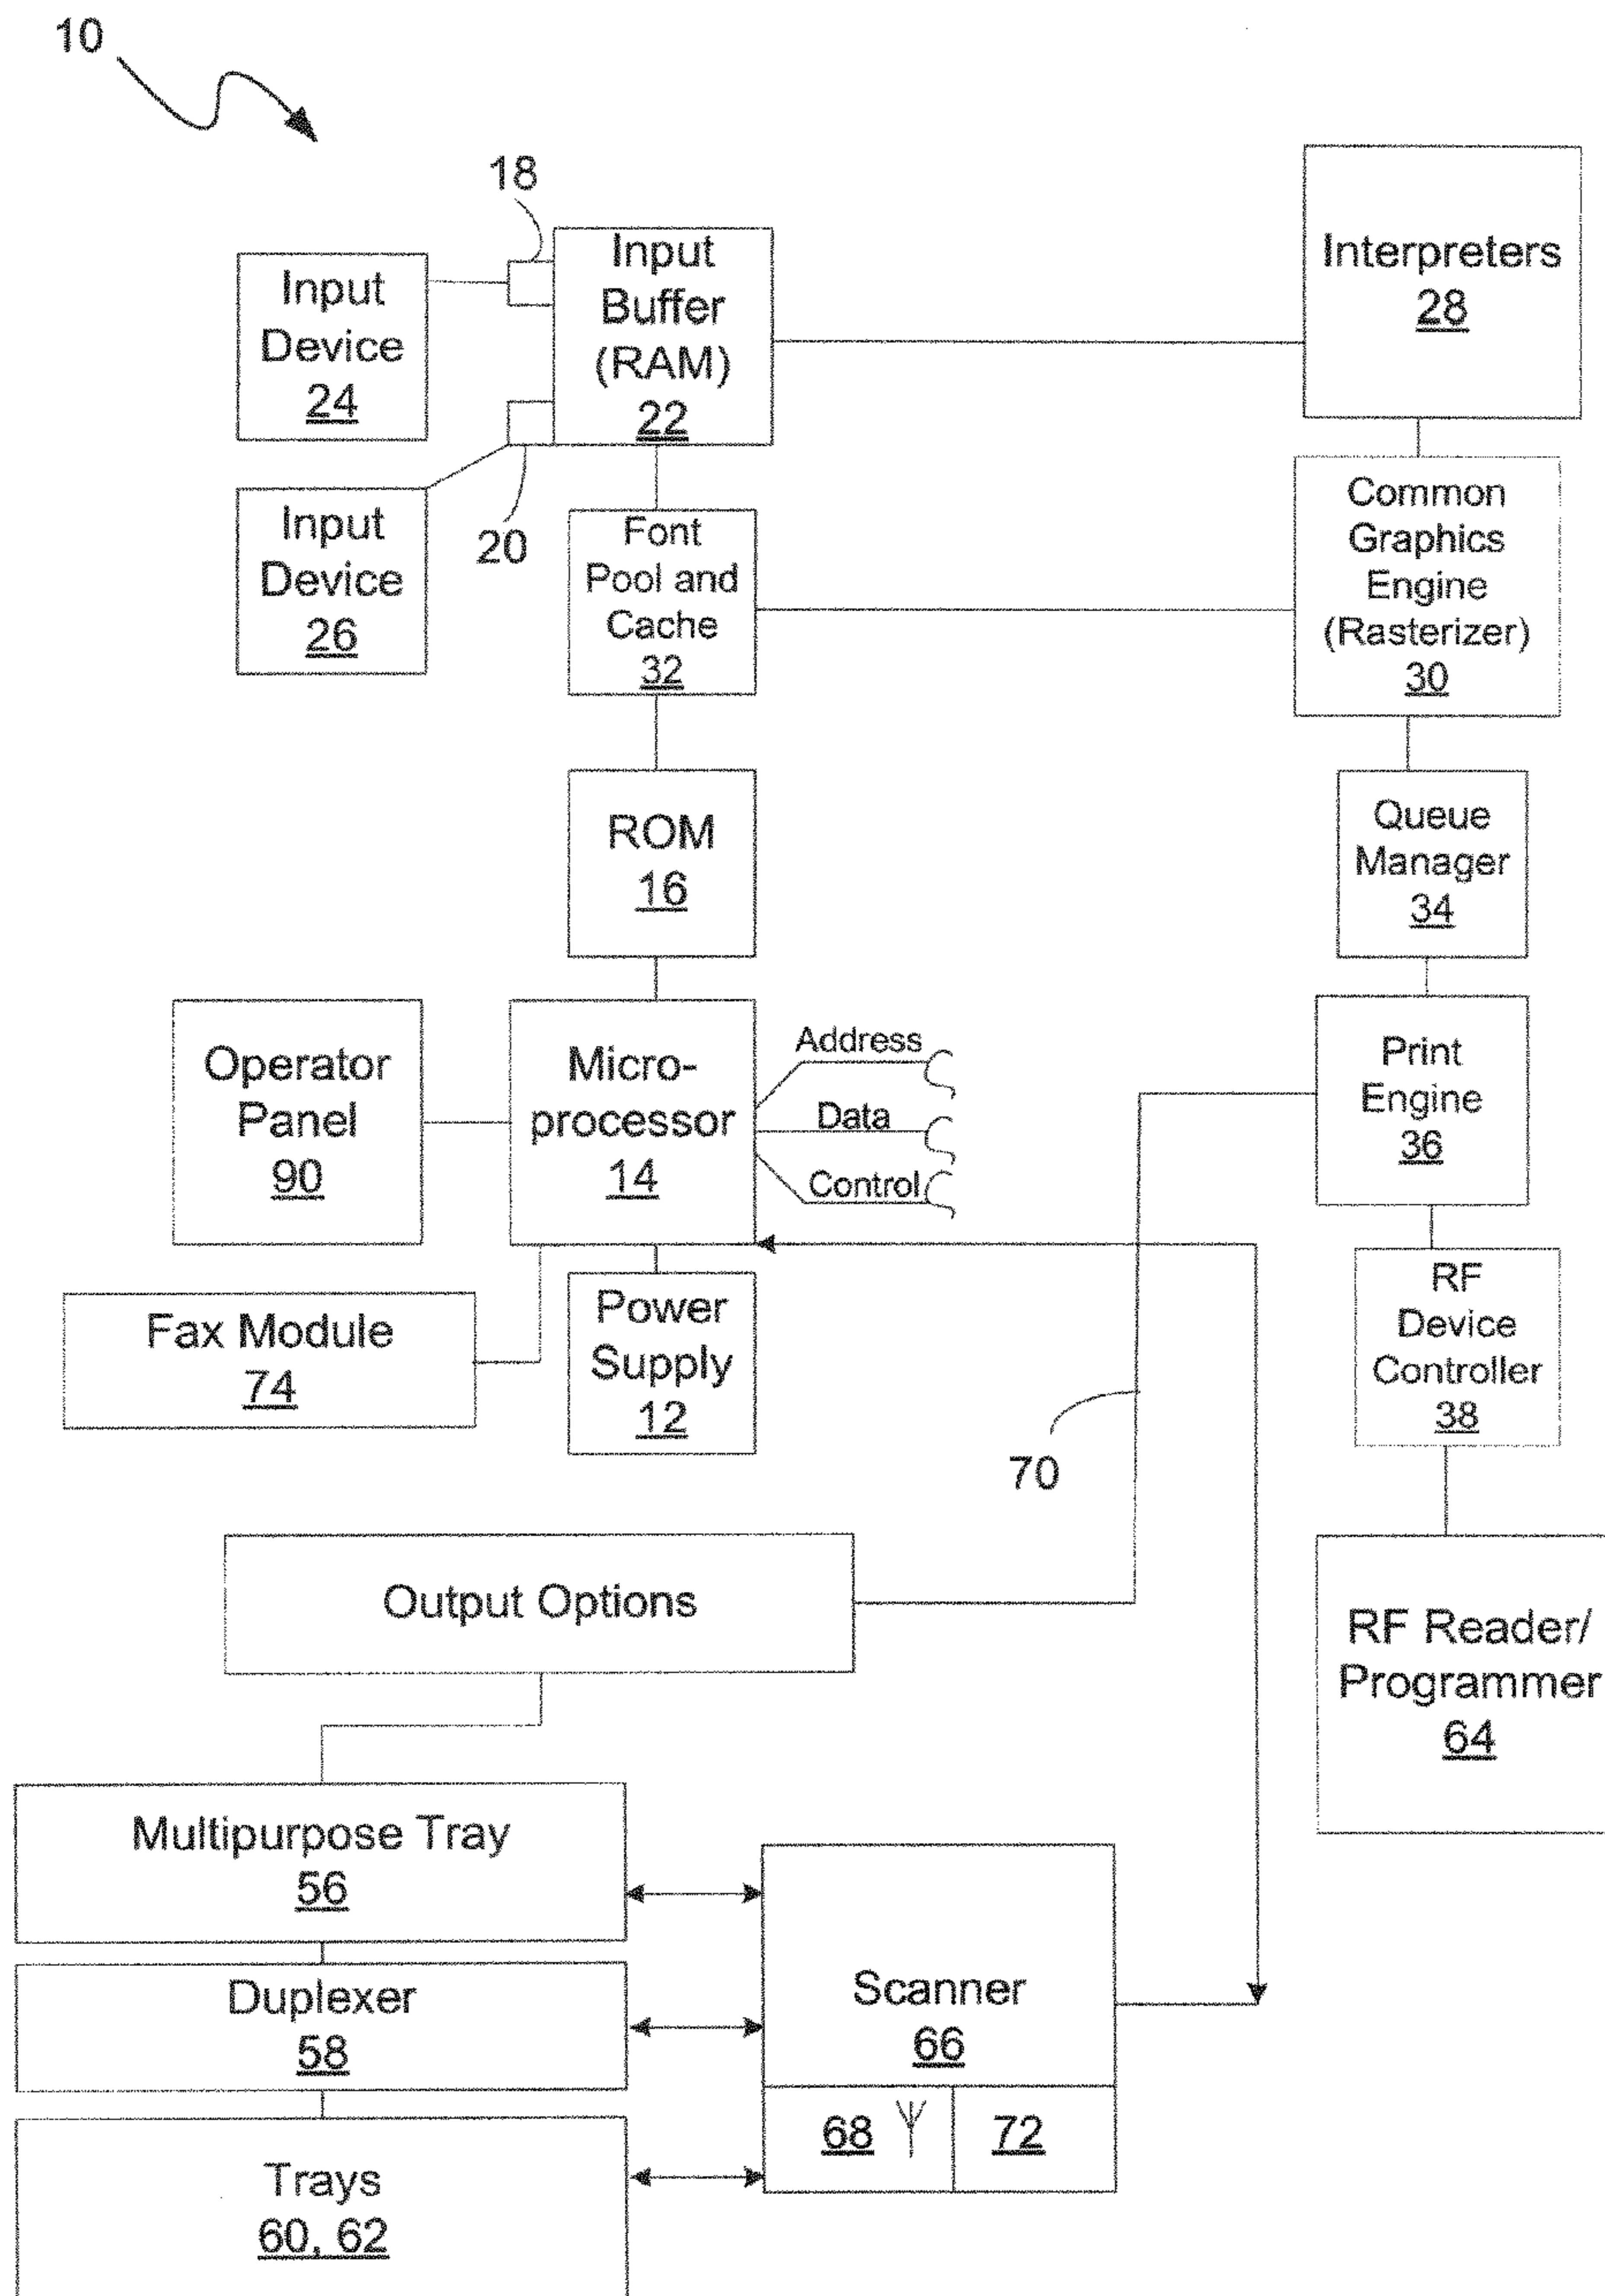 10
18
Input
Device
24
Input
Buffer
(RAM)
22
Interpreters
28
Input
Device
26
20
Font
Pool and
Cache
32
Common
Graphics
Engine
(Rasterizer)
30
ROM
16
Queue
Manager
34
Operator
Panel
90
Micro-
processor
14
Address
Data
Control
Print
Engine
36
Fax Module
74
Power
Supply
12
RF
Device
Controller
38
70
Output Options
RF Reader/
Programmer
64
Multipurpose Tray
56
Duplexer
58
Scanner
66
68
72
Trays
60, 62